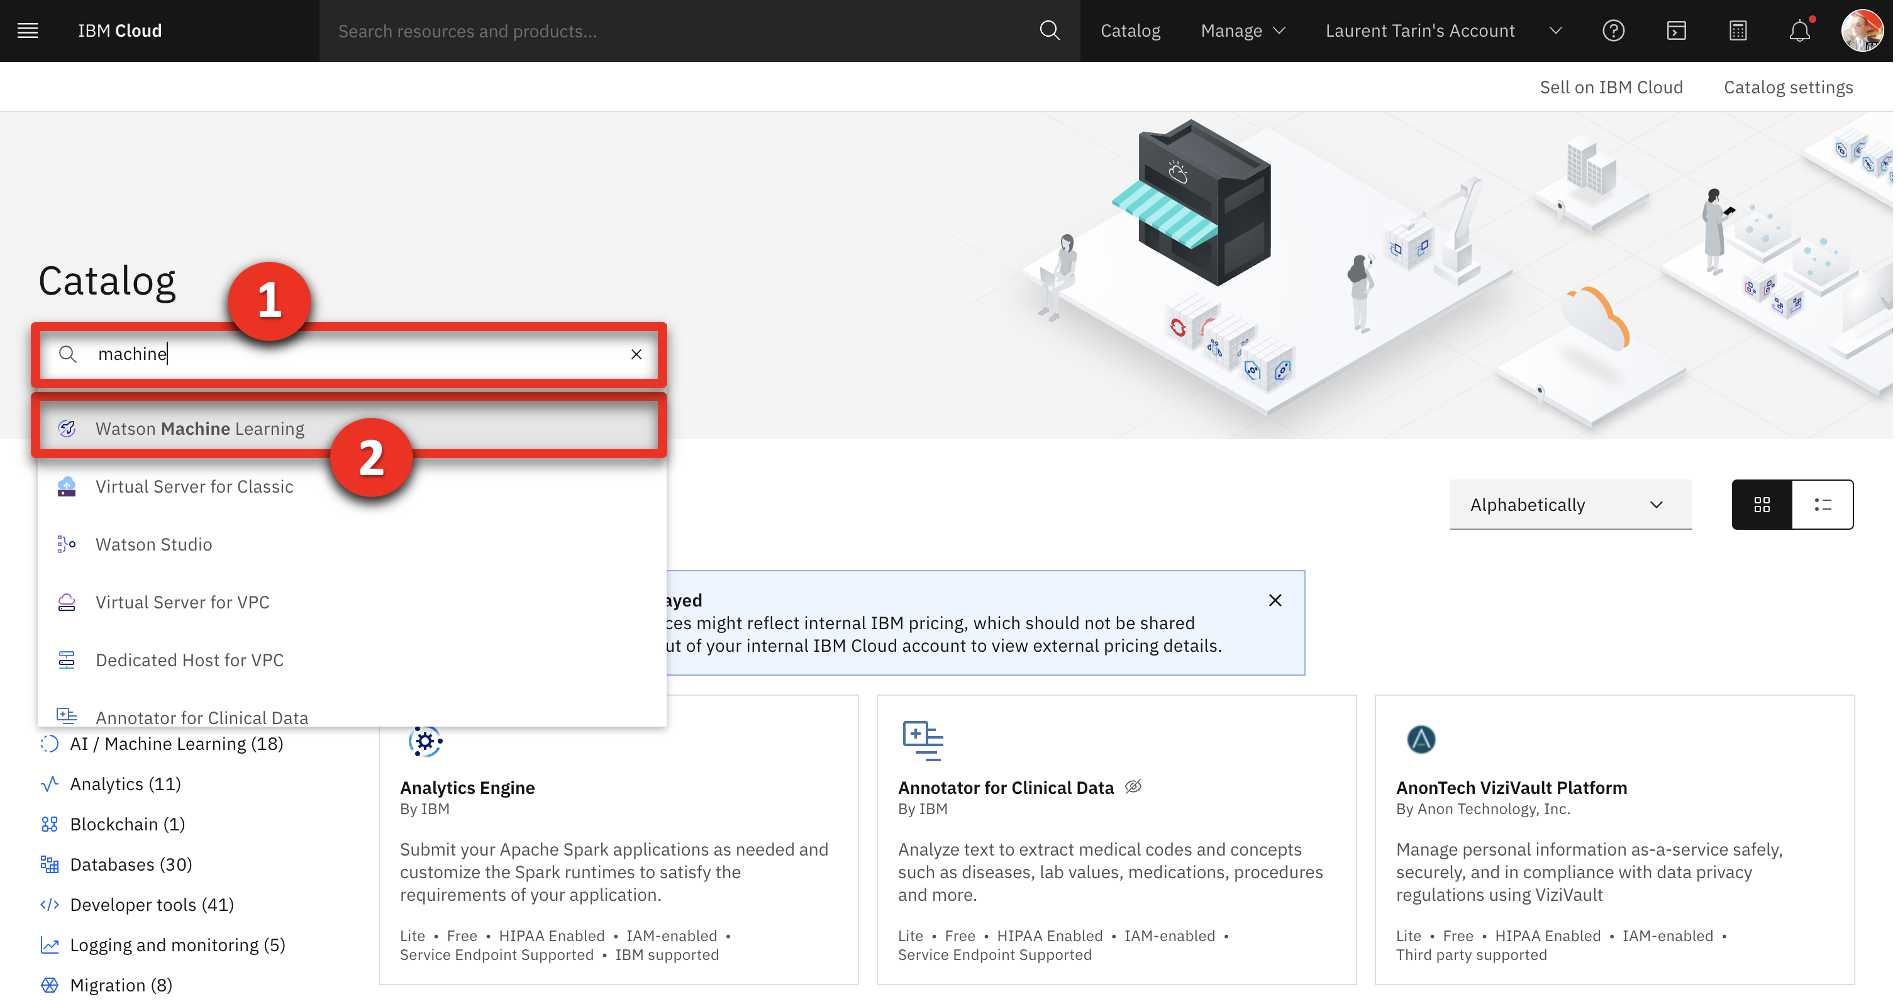 IBM Cloud
Search resources and products...
Catalog
Manage
Laurent Tarin's Account
Sell on IBM Cloud
Catalog settings
Catalog
1
machine
Watson Machine Learning
2
Virtual Server for Classic
Watson Studio
Virtual Server for VPC
Dedicated Host for VPC
Annotator for Clinical Data
Alphabetically
ayed
ces might reflect internal IBM pricing, which should not be shared
ut of your internal IBM Cloud account to view external pricing details.
AI / Machine Learning (18)
Analytics (11)
Blockchain (1)
Databases (30)
Developer tools (41)
Logging and monitoring (5)
Migration (8)
Analytics Engine
By IBM
Submit your Apache Spark applications as needed and
customize the Spark runtimes to satisfy the
requirements of your application.
Lite • Free • HIPAA Enabled • IAM-enabled •
Service Endpoint Supported • IBM supported
Annotator for Clinical Data
By IBM
Analyze text to extract medical codes and concepts
such as diseases, lab values, medications, procedures
and more.
Lite • Free • HIPAA Enabled • IAM-enabled •
Service Endpoint Supported
AnonTech ViziVault Platform
By Anon Technology, Inc.
Manage personal information as-a-service safely,
securely, and in compliance with data privacy
regulations using ViziVault
Lite • Free • HIPAA Enabled • IAM-enabled •
Third party supported